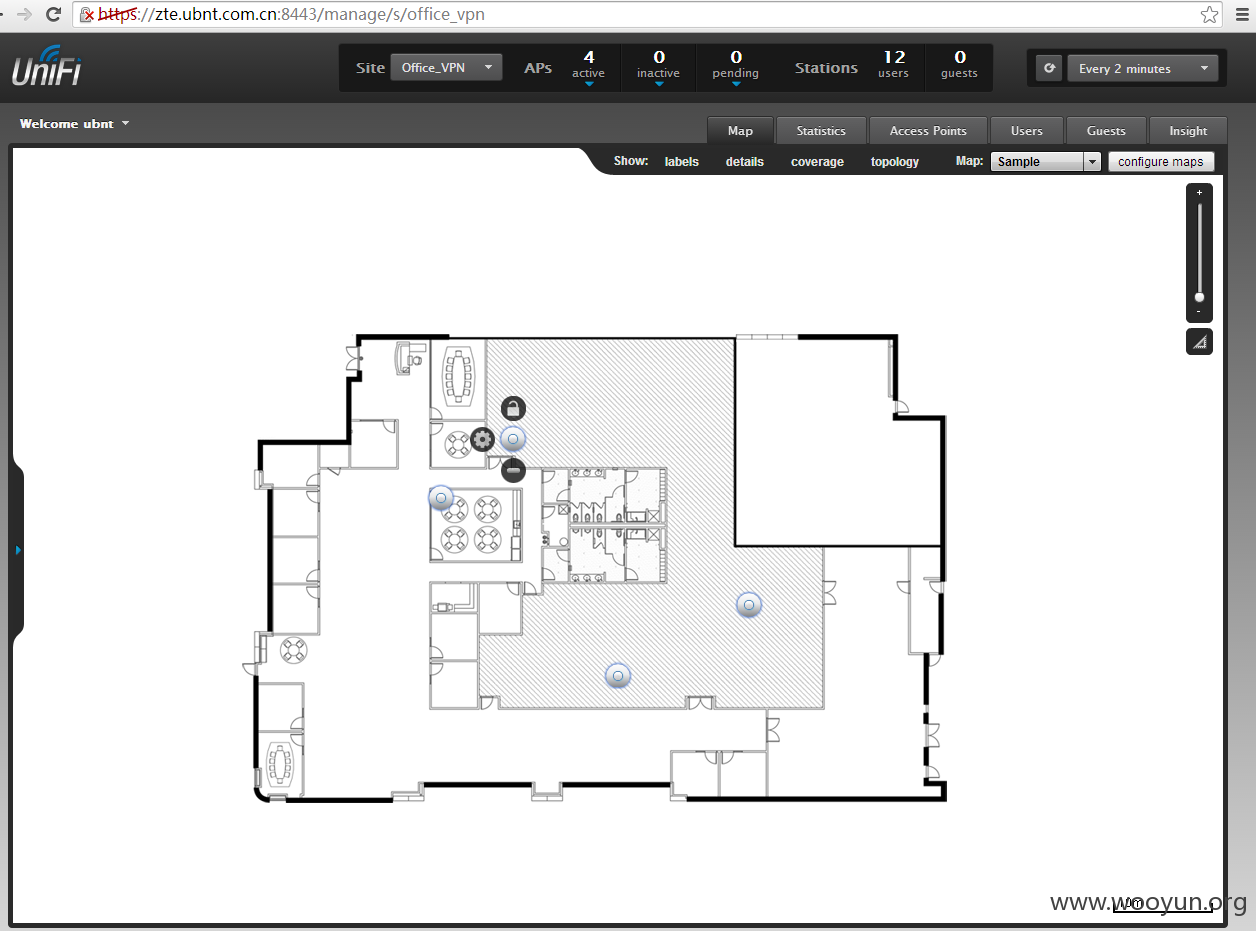 https://zte.ubnt.com.cn:8443/manage/s/office_vpn
UniFi
Site Office_VPN APs 4 active 0 inactive 0 pending Stations 12 users 0 guests Every 2 minutes
Welcome ubnt
Map Statistics Access Points Users Guests Insight
Show: labels details coverage topology Map: Sample configure maps
+
-
www.wooyun.org